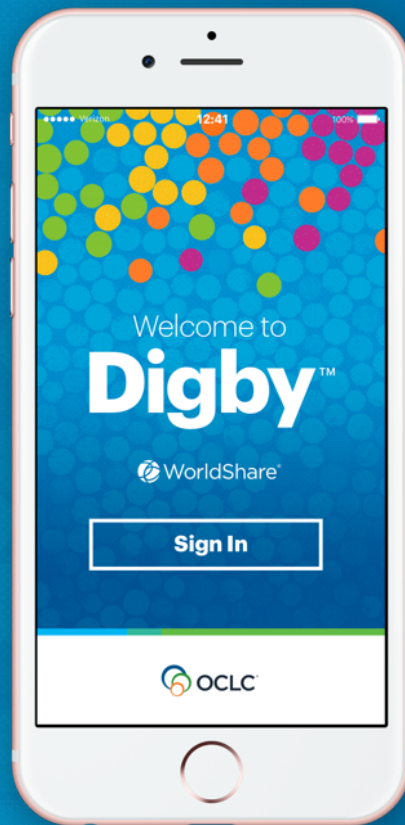 Verizon 12:41 100%
Welcome to
Digby™
WorldShare®
Sign In
OCLC